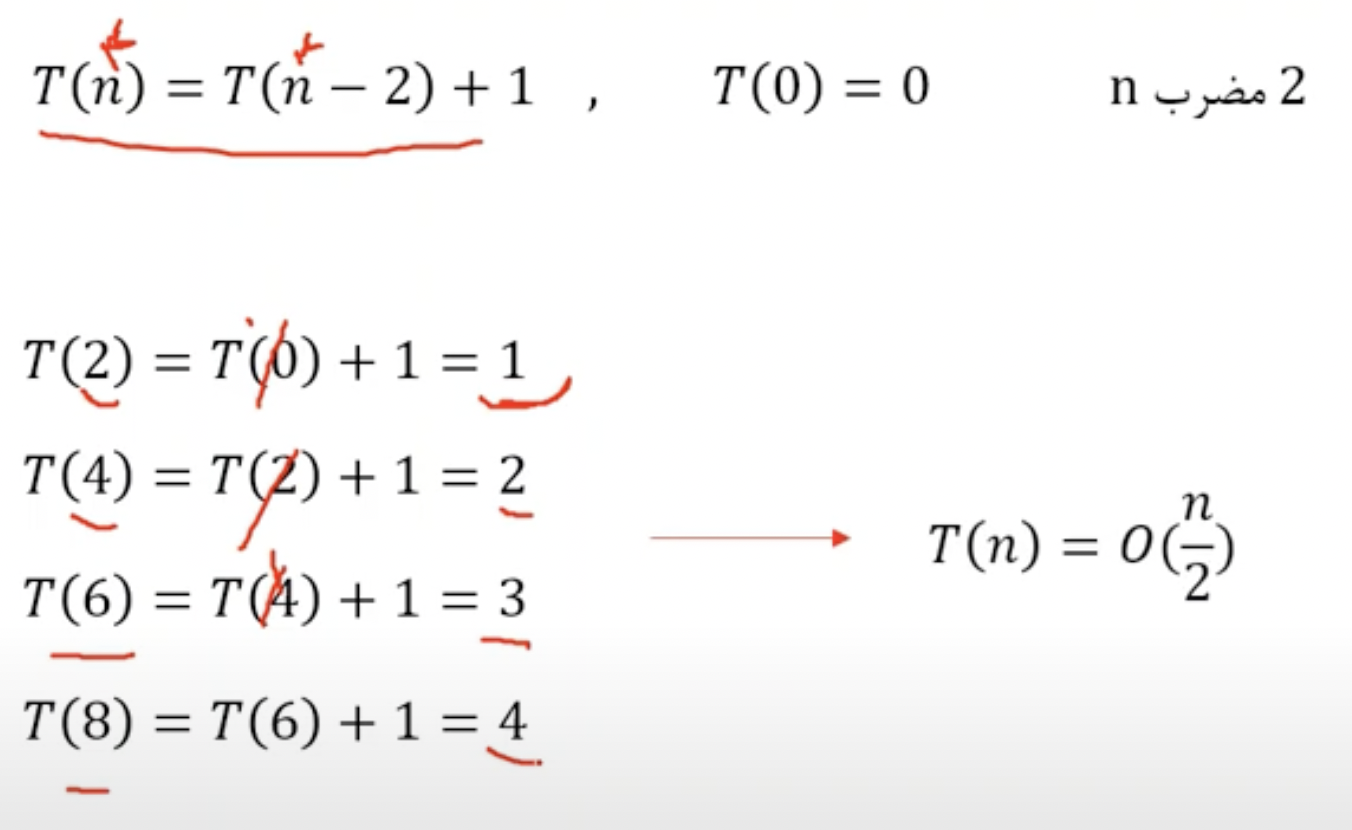 T(n) = T(n − 2) + 1 , T(0) = 0 n مضرب 2
T(2) = T(0) + 1 = 1
T(4) = T(2) + 1 = 2
T(6) = T(4) + 1 = 3
T(8) = T(6) + 1 = 4
T(n) = O(n/2)